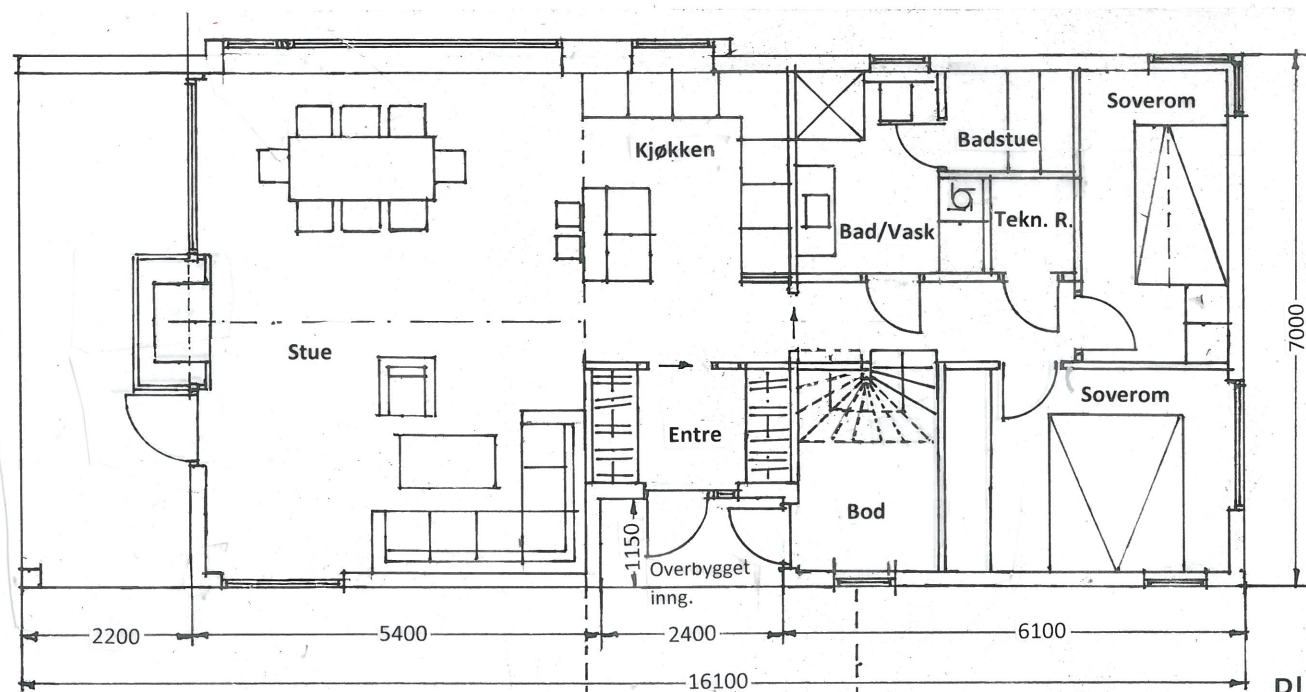 Soverom
Kjøkken
Badstue
Bad/Vask
Tekn. R.
7000
Stue
Soverom
Entre
Bod
1150
Overbygget
inng.
2200
5400
2400
6100
16100